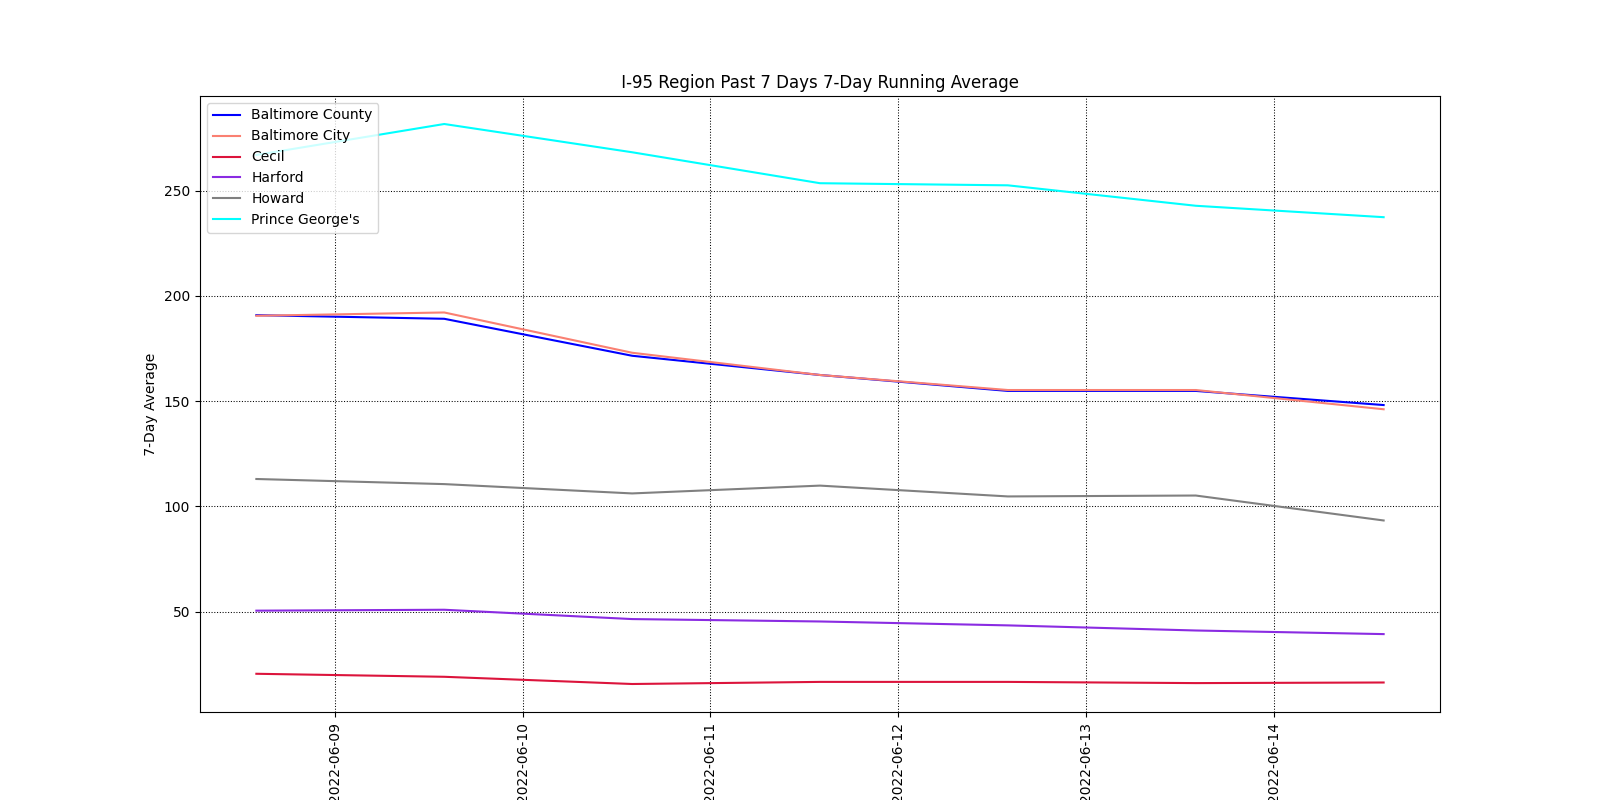 I-95 Region Past 7 Days 7-Day Running Average
Baltimore County
Baltimore City
Cecil
Harford
Howard
Prince George's
7-Day Average
250
200
150
100
50
2022-06-09
2022-06-10
2022-06-11
2022-06-12
2022-06-13
2022-06-14